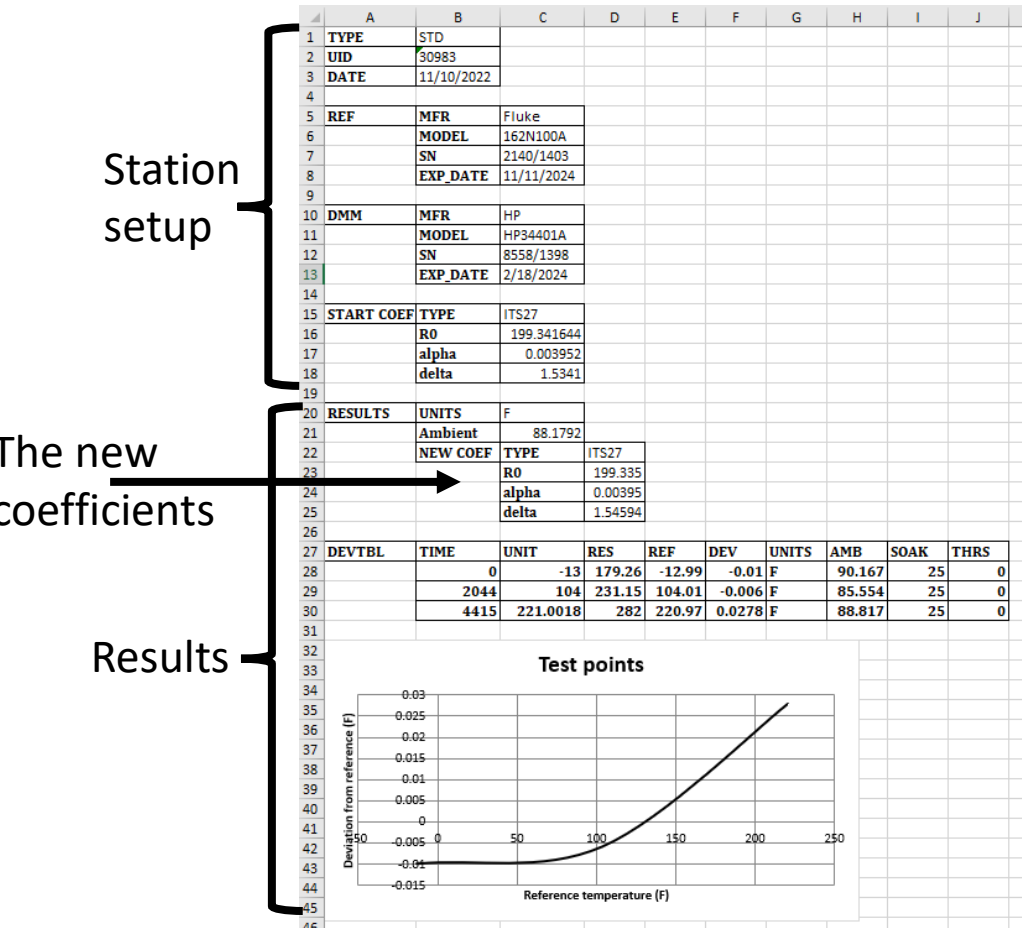 A B C D E F G H I J
1 TYPE STD
2 UID 30983
3 DATE 11/10/2022
4
5 REF MFR Fluke
6 MODEL 162N100A
7 SN 2140/1403
8 EXP_DATE 11/11/2024
9
10 DMM MFR HP
11 MODEL HP34401A
12 SN 8558/1398
13 EXP_DATE 2/18/2024
14
15 START COEF TYPE ITS27
16 R0 199.341644
17 alpha 0.003952
18 delta 1.5341
19
20 RESULTS UNITS F
21 Ambient 88.1792
22 NEW COEF TYPE ITS27
23 R0 199.335
24 alpha 0.00395
25 delta 1.54594
26
27 DEVTBL TIME UNIT RES REF DEV UNITS AMB SOAK THRS
28 0 -13 179.26 -12.99 -0.01 F 90.167 25 0
29 2044 104 231.15 104.01 -0.006 F 85.554 25 0
30 4415 221.0018 282 220.97 0.0278 F 88.817 25 0
31
32
33
34
35
36
37
38
39
40
41
42
43
44
45
46
Station
setup
The new
coefficients
Results
Test points
Deviation from reference (F)
0.03
0.025
0.02
0.015
0.01
0.005
0
-0.005
-0.01
-0.015
-50 0 50 100 150 200 250
Reference temperature (F)